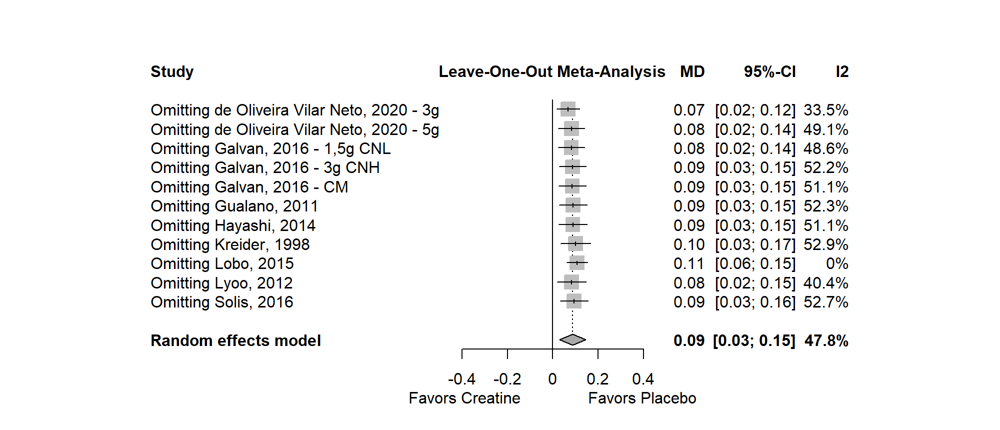 Study Leave-One-Out Meta-Analysis MD 95%-CI I2
Omitting de Oliveira Vilar Neto, 2020 - 3g 0.07 [0.02; 0.12] 33.5%
Omitting de Oliveira Vilar Neto, 2020 - 5g 0.08 [0.02; 0.14] 49.1%
Omitting Galvan, 2016 - 1,5g CNL 0.08 [0.02; 0.14] 48.6%
Omitting Galvan, 2016 - 3g CNH 0.09 [0.03; 0.15] 52.2%
Omitting Galvan, 2016 - CM 0.09 [0.03; 0.15] 51.1%
Omitting Gualano, 2011 0.09 [0.03; 0.15] 52.3%
Omitting Hayashi, 2014 0.09 [0.03; 0.15] 51.1%
Omitting Kreider, 1998 0.10 [0.03; 0.17] 52.9%
Omitting Lobo, 2015 0.11 [0.06; 0.15] 0%
Omitting Lyoo, 2012 0.08 [0.02; 0.15] 40.4%
Omitting Solis, 2016 0.09 [0.03; 0.16] 52.7%
Random effects model 0.09 [0.03; 0.15] 47.8%
-0.4 -0.2 0 0.2 0.4
Favors Creatine Favors Placebo